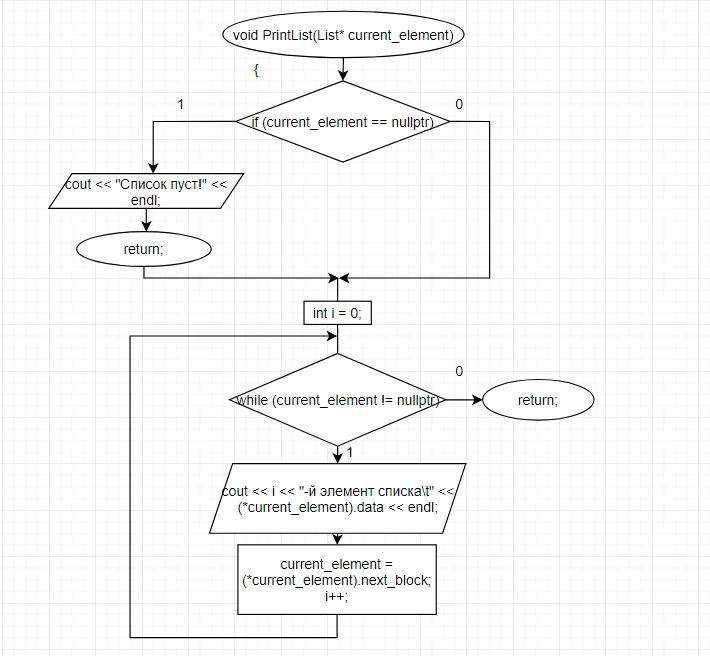 void PrintList(List* current_element)
{
1
0
if (current_element == nullptr)
cout << "Список пуст!" <<
endl;
return;
int i = 0;
0
while (current_element != nullptr)
return;
1
cout << i << "-й элемент списка\t" <<
(*current_element).data << endl;
current_element =
(*current_element).next_block;
i++;